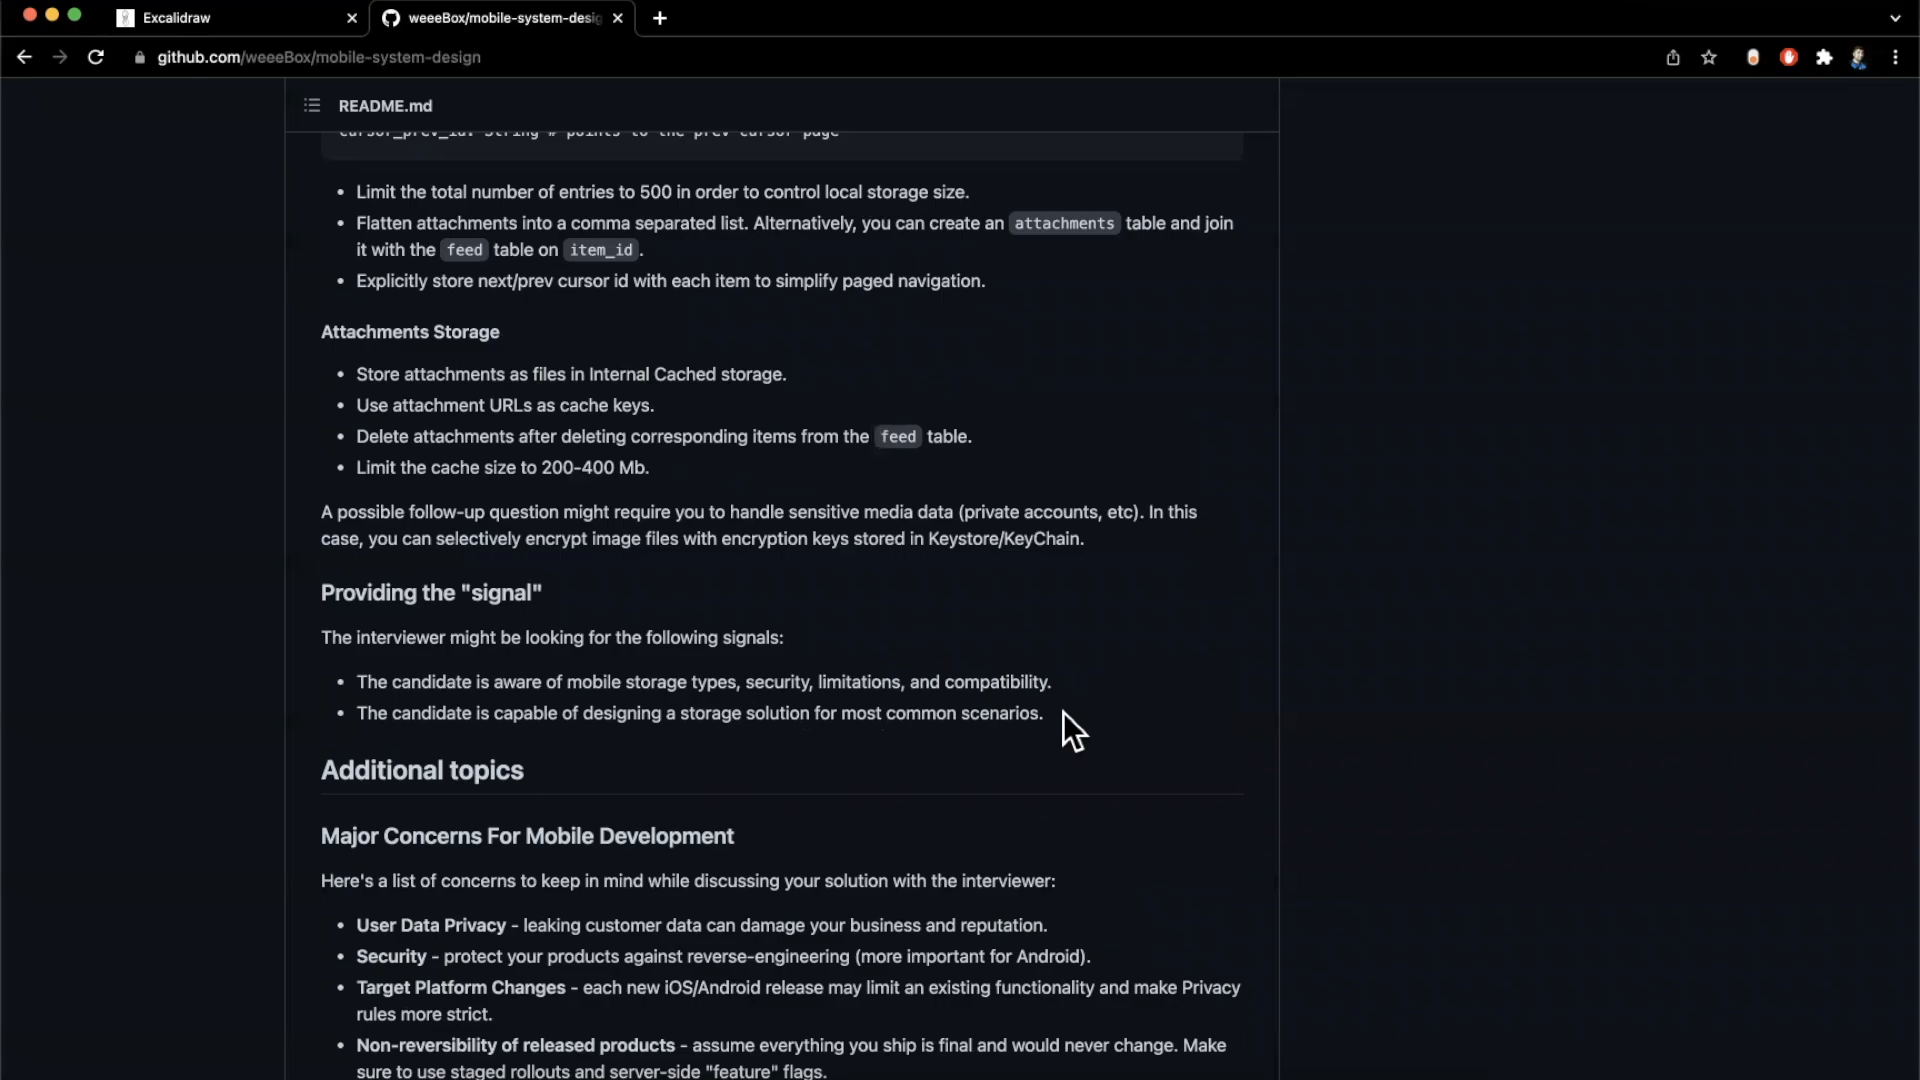 Excalidraw
weeeBox/mobile-system-desig
github.com/weeeBox/mobile-system-design
README.md
cursor_prev_id: String # points to the prev cursor page
• Limit the total number of entries to 500 in order to control local storage size.
• Flatten attachments into a comma separated list. Alternatively, you can create an attachments table and join
it with the feed table on item_id.
• Explicitly store next/prev cursor id with each item to simplify paged navigation.
Attachments Storage
• Store attachments as files in Internal Cached storage.
• Use attachment URLs as cache keys.
• Delete attachments after deleting corresponding items from the feed table.
• Limit the cache size to 200-400 Mb.
A possible follow-up question might require you to handle sensitive media data (private accounts, etc). In this
case, you can selectively encrypt image files with encryption keys stored in Keystore/KeyChain.
Providing the "signal"
The interviewer might be looking for the following signals:
• The candidate is aware of mobile storage types, security, limitations, and compatibility.
• The candidate is capable of designing a storage solution for most common scenarios.
Additional topics
Major Concerns For Mobile Development
Here's a list of concerns to keep in mind while discussing your solution with the interviewer:
• User Data Privacy - leaking customer data can damage your business and reputation.
• Security - protect your products against reverse-engineering (more important for Android).
• Target Platform Changes - each new iOS/Android release may limit an existing functionality and make Privacy
rules more strict.
• Non-reversibility of released products - assume everything you ship is final and would never change. Make
sure to use staged rollouts and server-side "feature" flags.